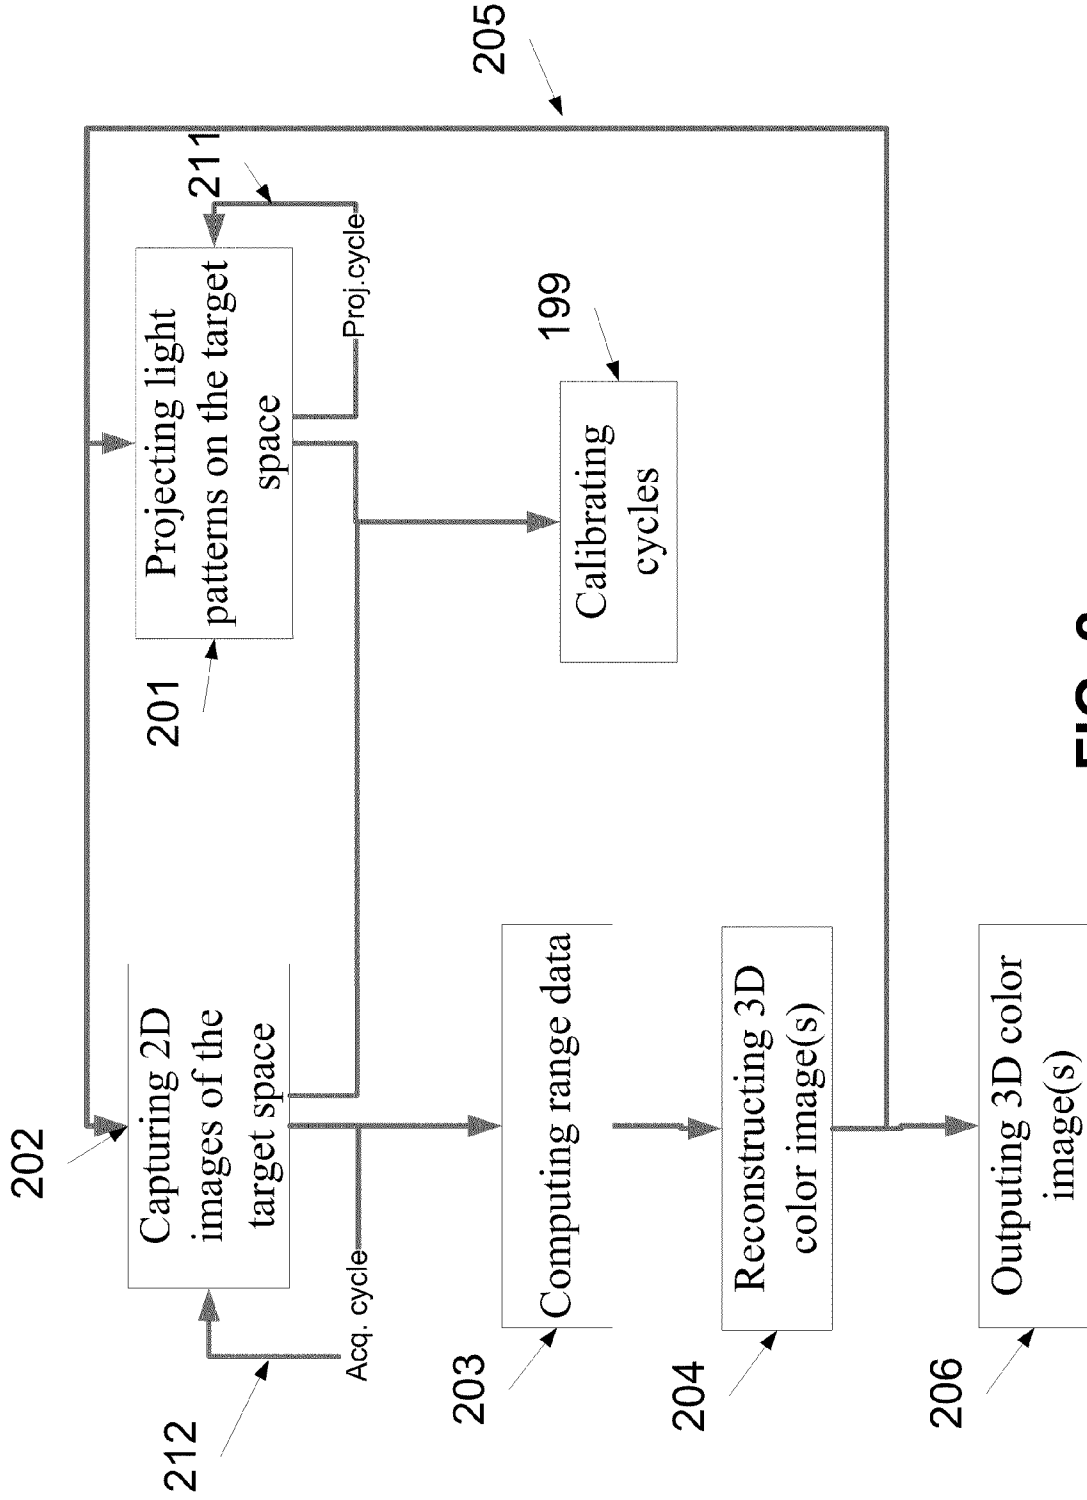 202
212
Capturing 2D
images of the
target space
Acq. cycle
201
Projecting light
patterns on the target
space
211
Proj.cycle
205
203
Computing range data
199
Calibrating
cycles
204
Reconstructing 3D
color image(s)
206
Outputing 3D color
image(s)
FIG.